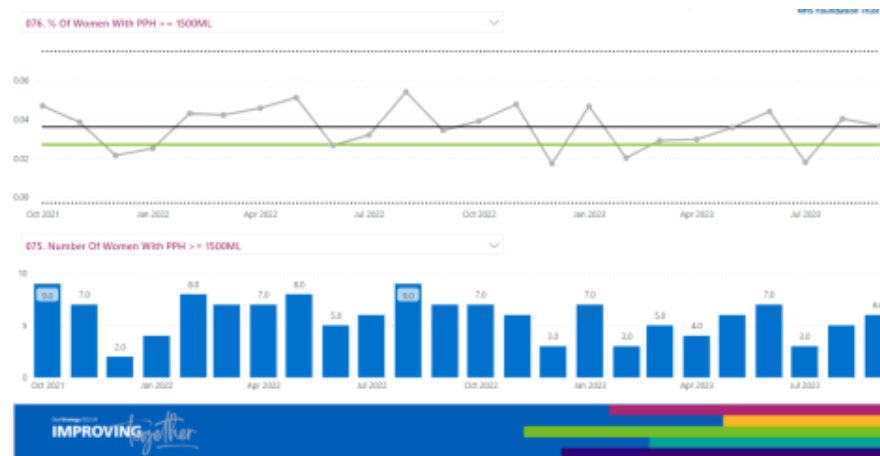 NHS Foundation Trust
076. % Of Women With PPH >= 1500ML
0.06
0.04
0.02
0.00
Oct 2021 Jan 2022 Apr 2022 Jul 2022 Oct 2022 Jan 2023 Apr 2023 Jul 2023
075. Number Of Women With PPH >= 1500ML
10
5
0
9.0 7.0 2.0 8.0 7.0 8.0 5.0 9.0 7.0 3.0 7.0 3.0 5.0 4.0 7.0 3.0
Oct 2021 Jan 2022 Apr 2022 Jul 2022 Oct 2022 Jan 2023 Apr 2023 Jul 2023
IMPROVING together